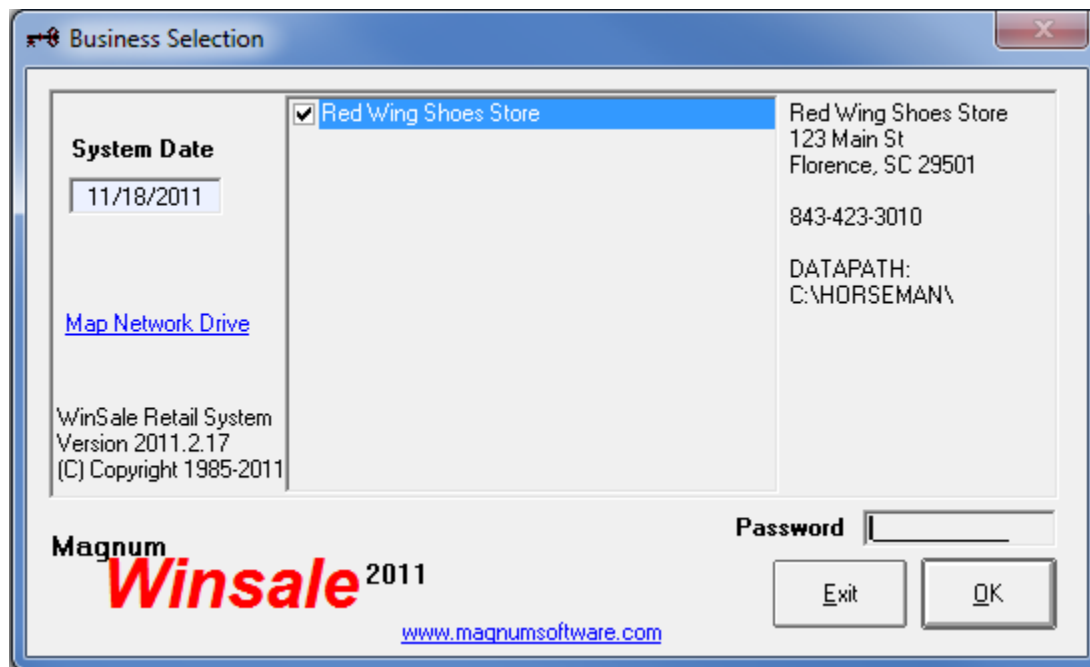 Business Selection
System Date
11/18/2011
Map Network Drive
WinSale Retail System
Version 2011.2.17
(C) Copyright 1985-2011
Red Wing Shoes Store
Red Wing Shoes Store
123 Main St
Florence, SC 29501
843-423-3010
DATAPATH:
C:\HORSEMAN\
Password
Magnum
Winsale 2011
www.magnumsoftware.com
Exit
OK